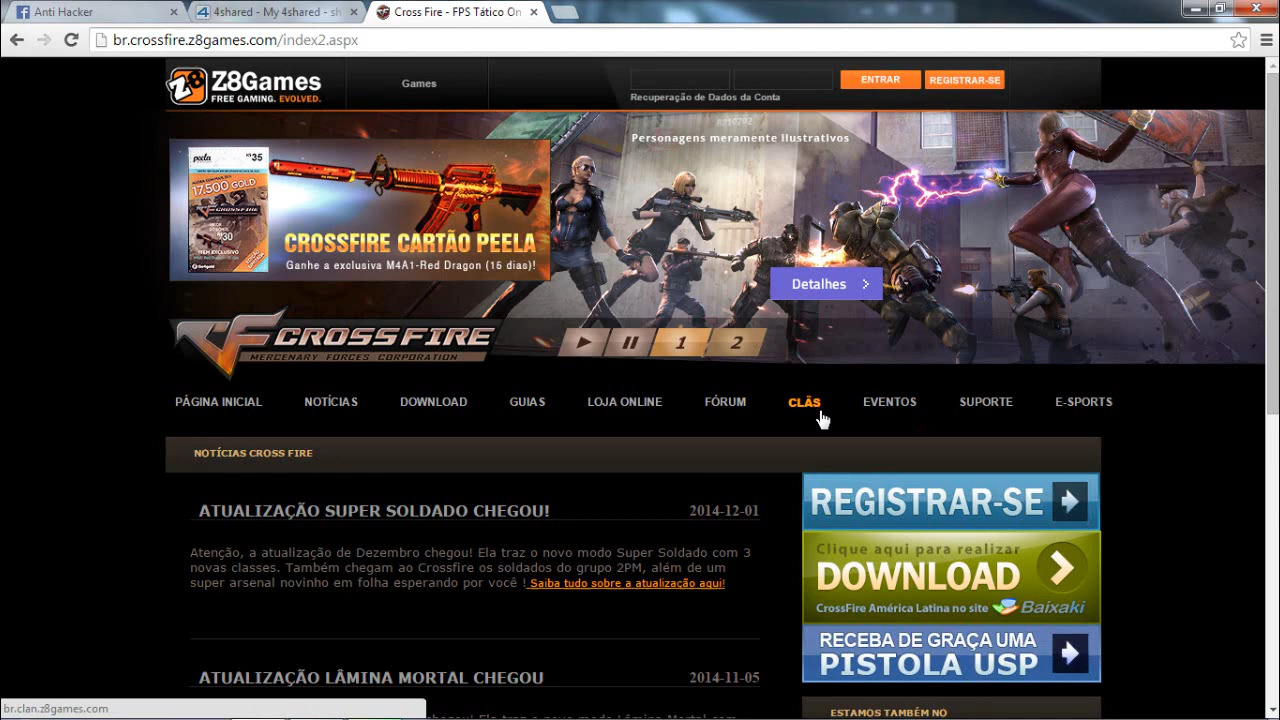 Anti Hacker
4shared - My 4shared - sh
Cross Fire - FPS Tático On
br.crossfire.z8games.com/index2.aspx
Z8Games
FREE GAMING. EVOLVED.
Games
ENTRAR
REGISTRAR-SE
Recuperação de Dados da Conta
Personagens meramente ilustrativos
peela
35
17.500 GOLD
CROSSFIRE
CROSSFIRE CARTÃO PEELA
Ganhe a exclusiva M4A1-Red Dragon (15 dias)!
Detalhes
CROSSFIRE
MERCENARY FORCES CORPORATION
1
2
PÁGINA INICIAL
NOTÍCIAS
DOWNLOAD
GUIAS
LOJA ONLINE
FÓRUM
CLÃS
EVENTOS
SUPORTE
E-SPORTS
NOTÍCIAS CROSS FIRE
ATUALIZAÇÃO SUPER SOLDADO CHEGOU!
2014-12-01
Atenção, a atualização de Dezembro chegou! Ela traz o novo modo Super Soldado com 3
novas classes. Também chegam ao Crossfire os soldados do grupo 2PM, além de um
super arsenal novinho em folha esperando por você ! Saiba tudo sobre a atualização aqui!
ATUALIZAÇÃO LÂMINA MORTAL CHEGOU
2014-11-05
REGISTRAR-SE
Clique aqui para realizar
DOWNLOAD
CrossFire América Latina no site Baixaki
RECEBA DE GRAÇA UMA
PISTOLA USP
ESTAMOS TAMBÉM NO
br.clan.z8games.com